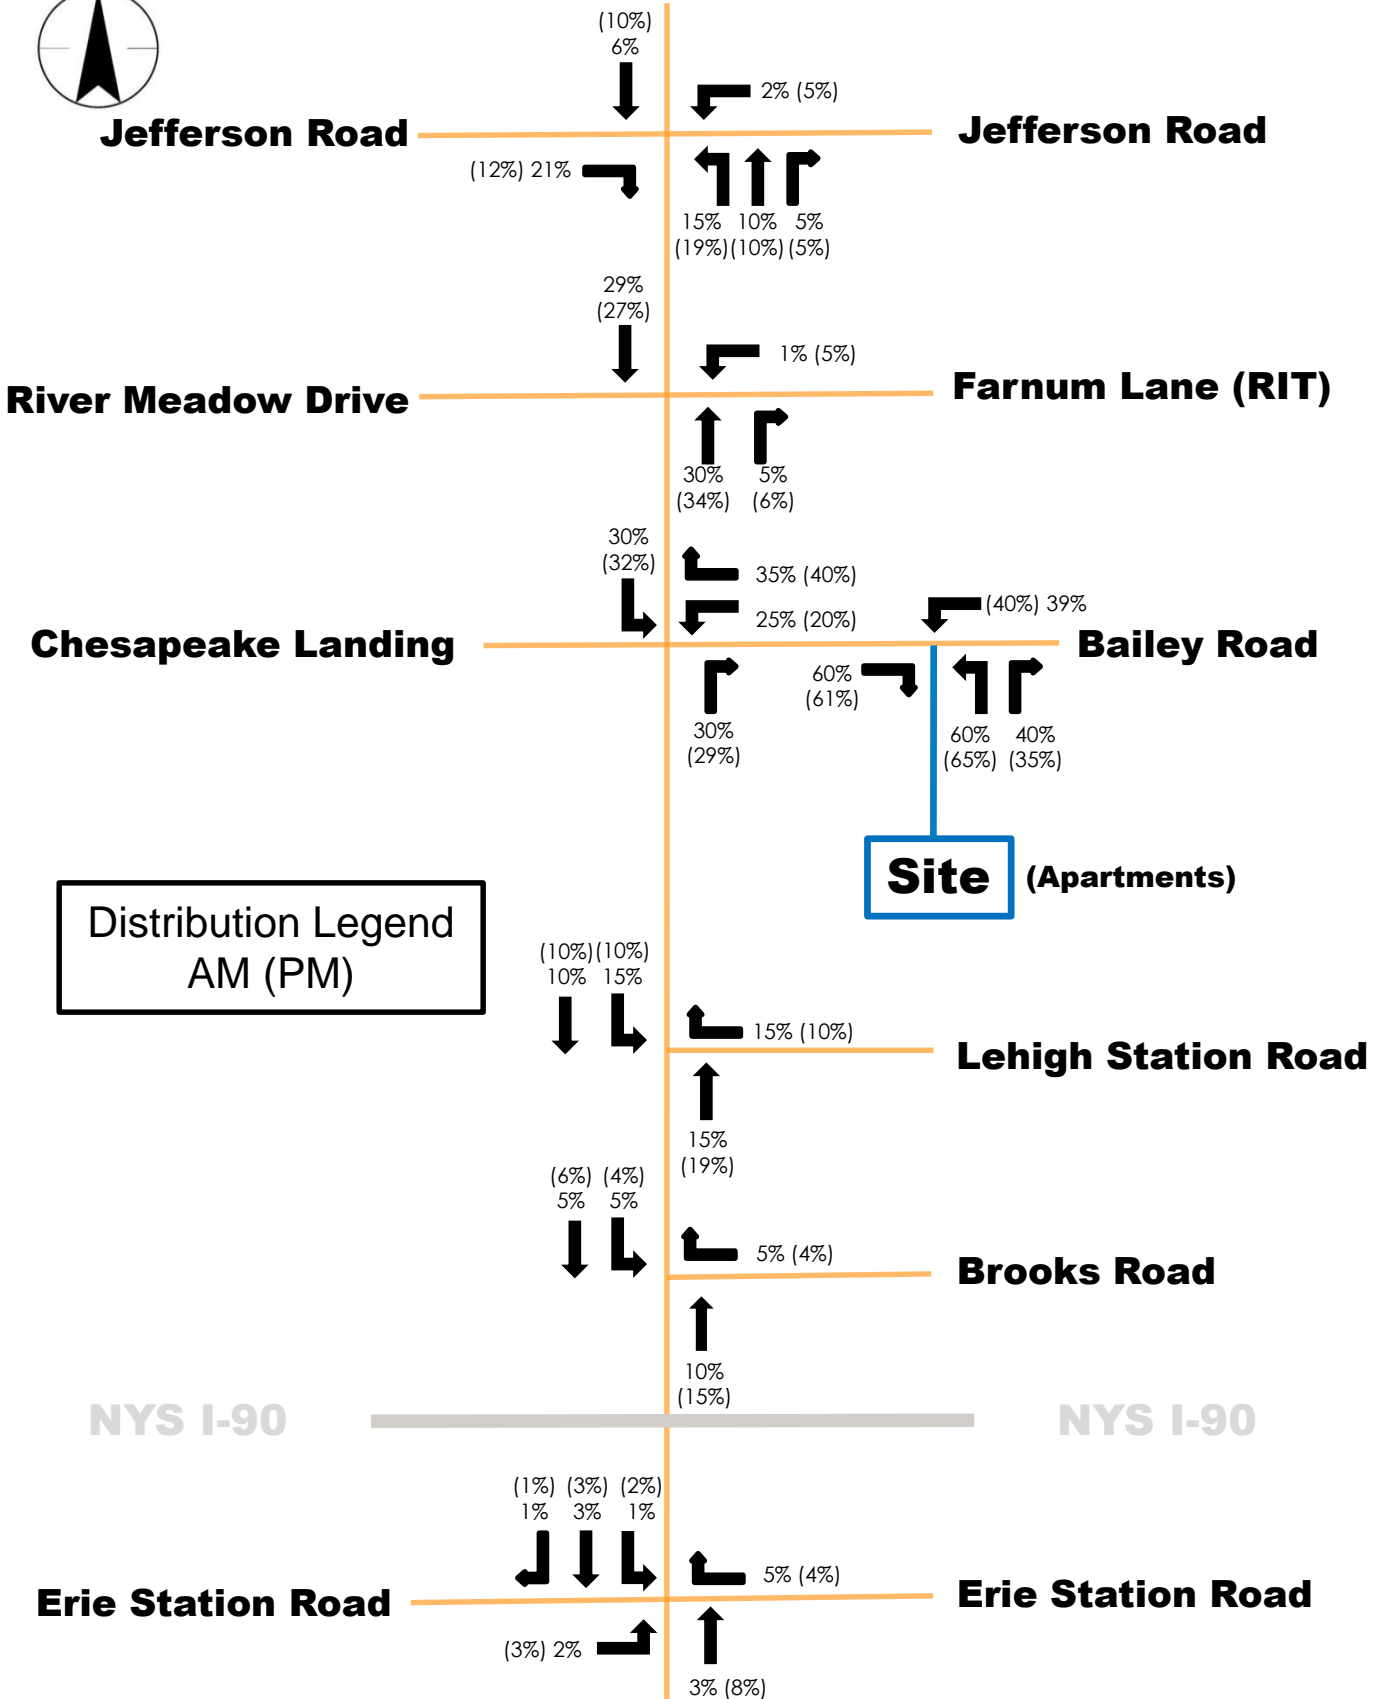 (10%)
6%
2% (5%)
Jefferson Road
Jefferson Road
(12%) 21%
15% 10% 5%
(19%) (10%) (5%)
29%
(27%)
1% (5%)
River Meadow Drive
Farnum Lane (RIT)
30% 5%
(34%) (6%)
30%
(32%)
35% (40%)
25% (20%)
(40%) 39%
Chesapeake Landing
Bailey Road
60%
(61%)
30%
(29%)
60% 40%
(65%) (35%)
Site (Apartments)
Distribution Legend
AM (PM)
(10%) (10%)
10% 15%
15% (10%)
Lehigh Station Road
15%
(19%)
(6%) (4%)
5% 5%
5% (4%)
Brooks Road
10%
(15%)
NYS I-90
NYS I-90
(1%) (3%) (2%)
1% 3% 1%
5% (4%)
Erie Station Road
Erie Station Road
(3%) 2%
3% (8%)